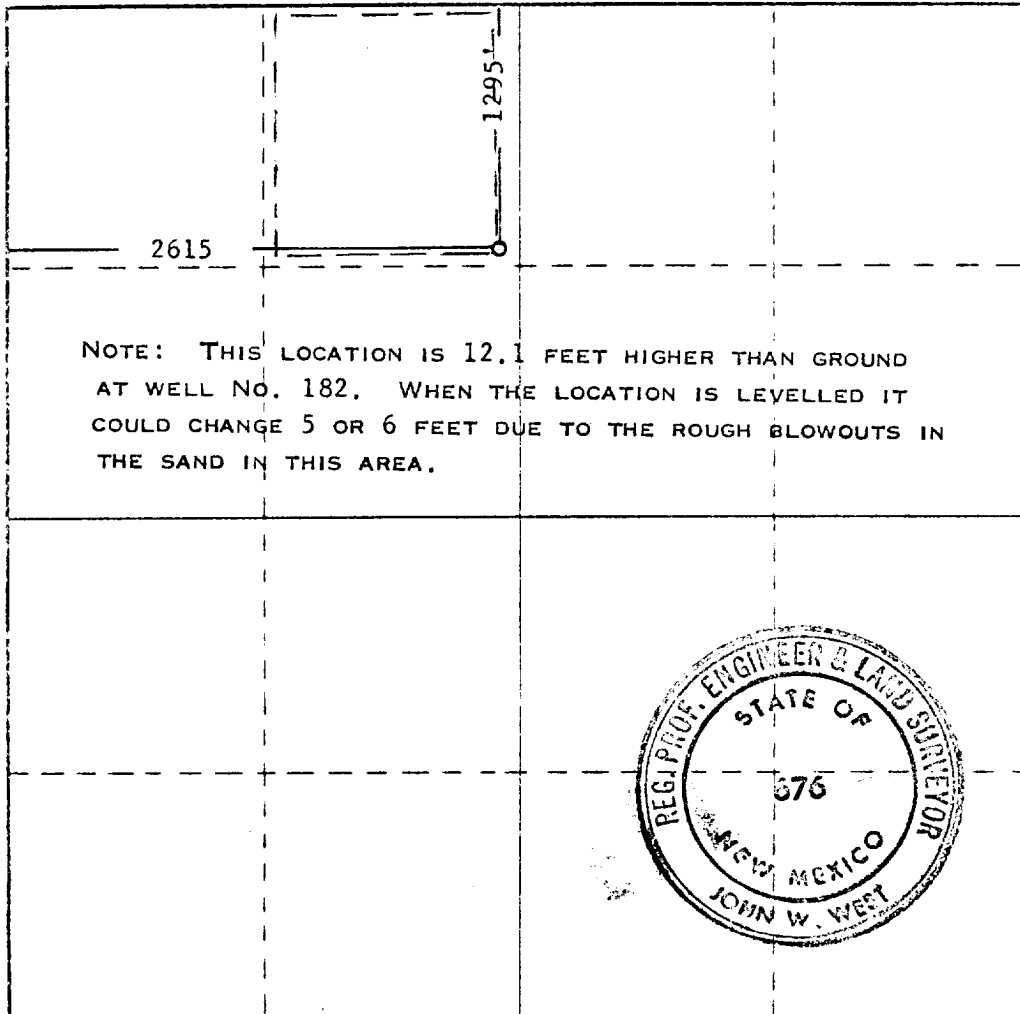 1295'
2615
NOTE: THIS LOCATION IS 12.1 FEET HIGHER THAN GROUND
AT WELL NO. 182. WHEN THE LOCATION IS LEVELLED IT
COULD CHANGE 5 OR 6 FEET DUE TO THE ROUGH BLOWOUTS IN
THE SAND IN THIS AREA.
REG. PROF. ENGINEER & LAND SURVEYOR
STATE OF
676
NEW MEXICO
JOHN W. WEST